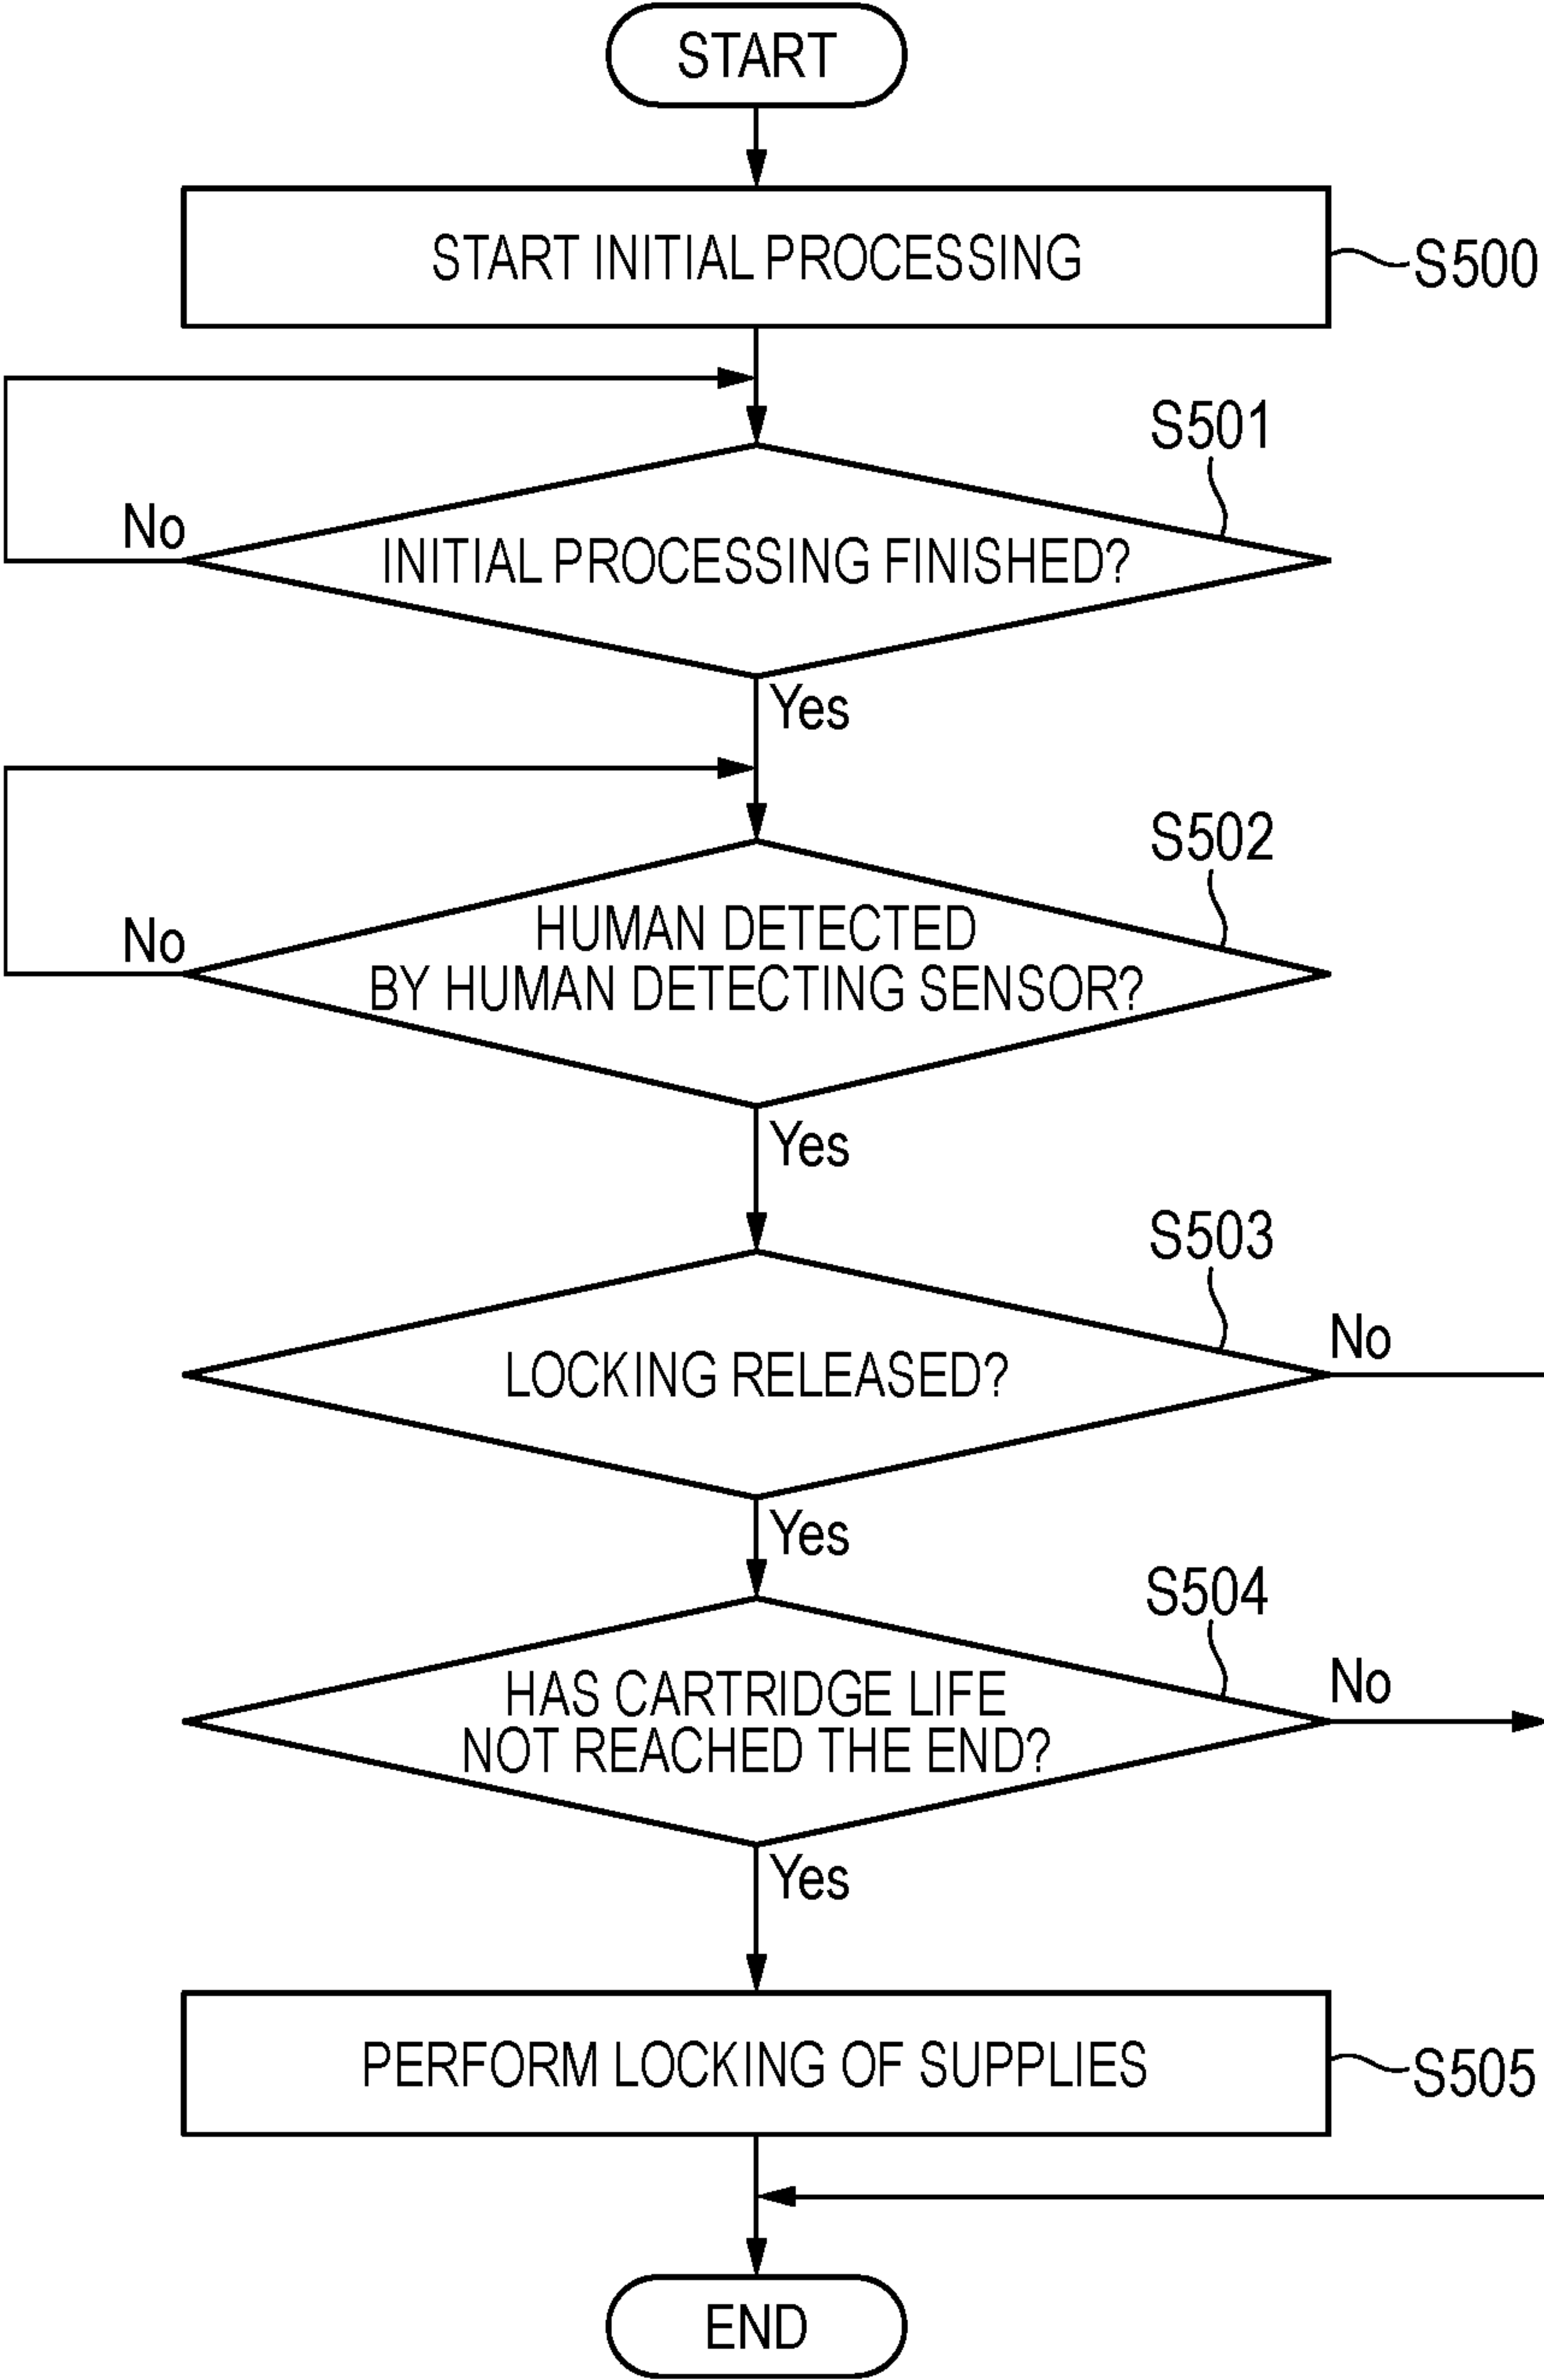 START
START INITIAL PROCESSING
S500
S501
No
INITIAL PROCESSING FINISHED?
Yes
S502
No
HUMAN DETECTED
BY HUMAN DETECTING SENSOR?
Yes
S503
No
LOCKING RELEASED?
Yes
S504
No
HAS CARTRIDGE LIFE
NOT REACHED THE END?
Yes
PERFORM LOCKING OF SUPPLIES
S505
END